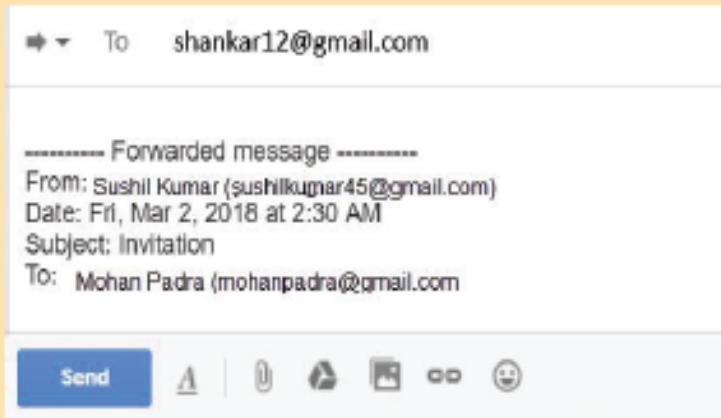 To shankar12@gmail.com
---------- Forwarded message ----------
From: Sushil Kumar (sushilkumar45@gmail.com)
Date: Fri, Mar 2, 2018 at 2:30 AM
Subject: Invitation
To: Mohan Padra (mohanpadra@gmail.com
Send A